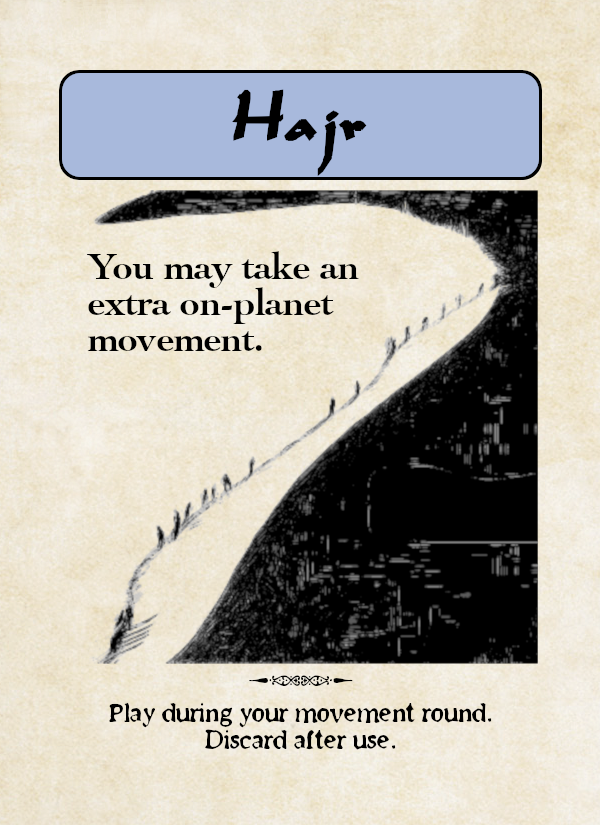 Hajr
You may take an
extra on-planet
movement.
Play during your movement round.
Discard after use.